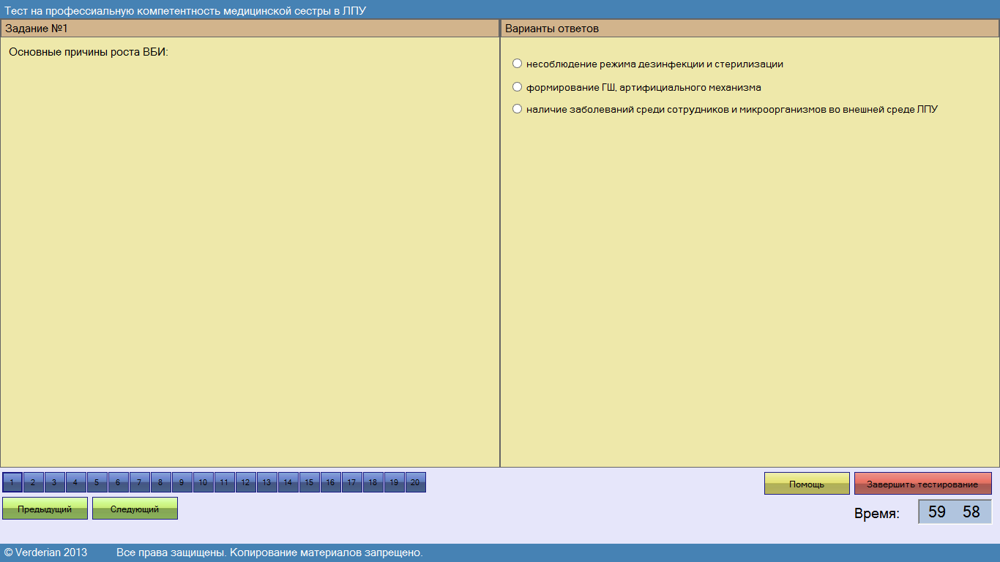 Тест на профессиальную компетентность медицинской сестры в ЛПУ
Задание №1
Варианты ответов
Основные причины роста ВБИ:
несоблюдение режима дезинфекции и стерилизации
формирование ГШ, артифициального механизма
наличие заболеваний среди сотрудников и микроорганизмов во внешней среде ЛПУ
1 2 3 4 5 6 7 8 9 10 11 12 13 14 15 16 17 18 19 20
Помощь
Завершить тестирование
Предыдущий
Следующий
Время: 59 58
© Verderian 2013 Все права защищены. Копирование материалов запрещено.